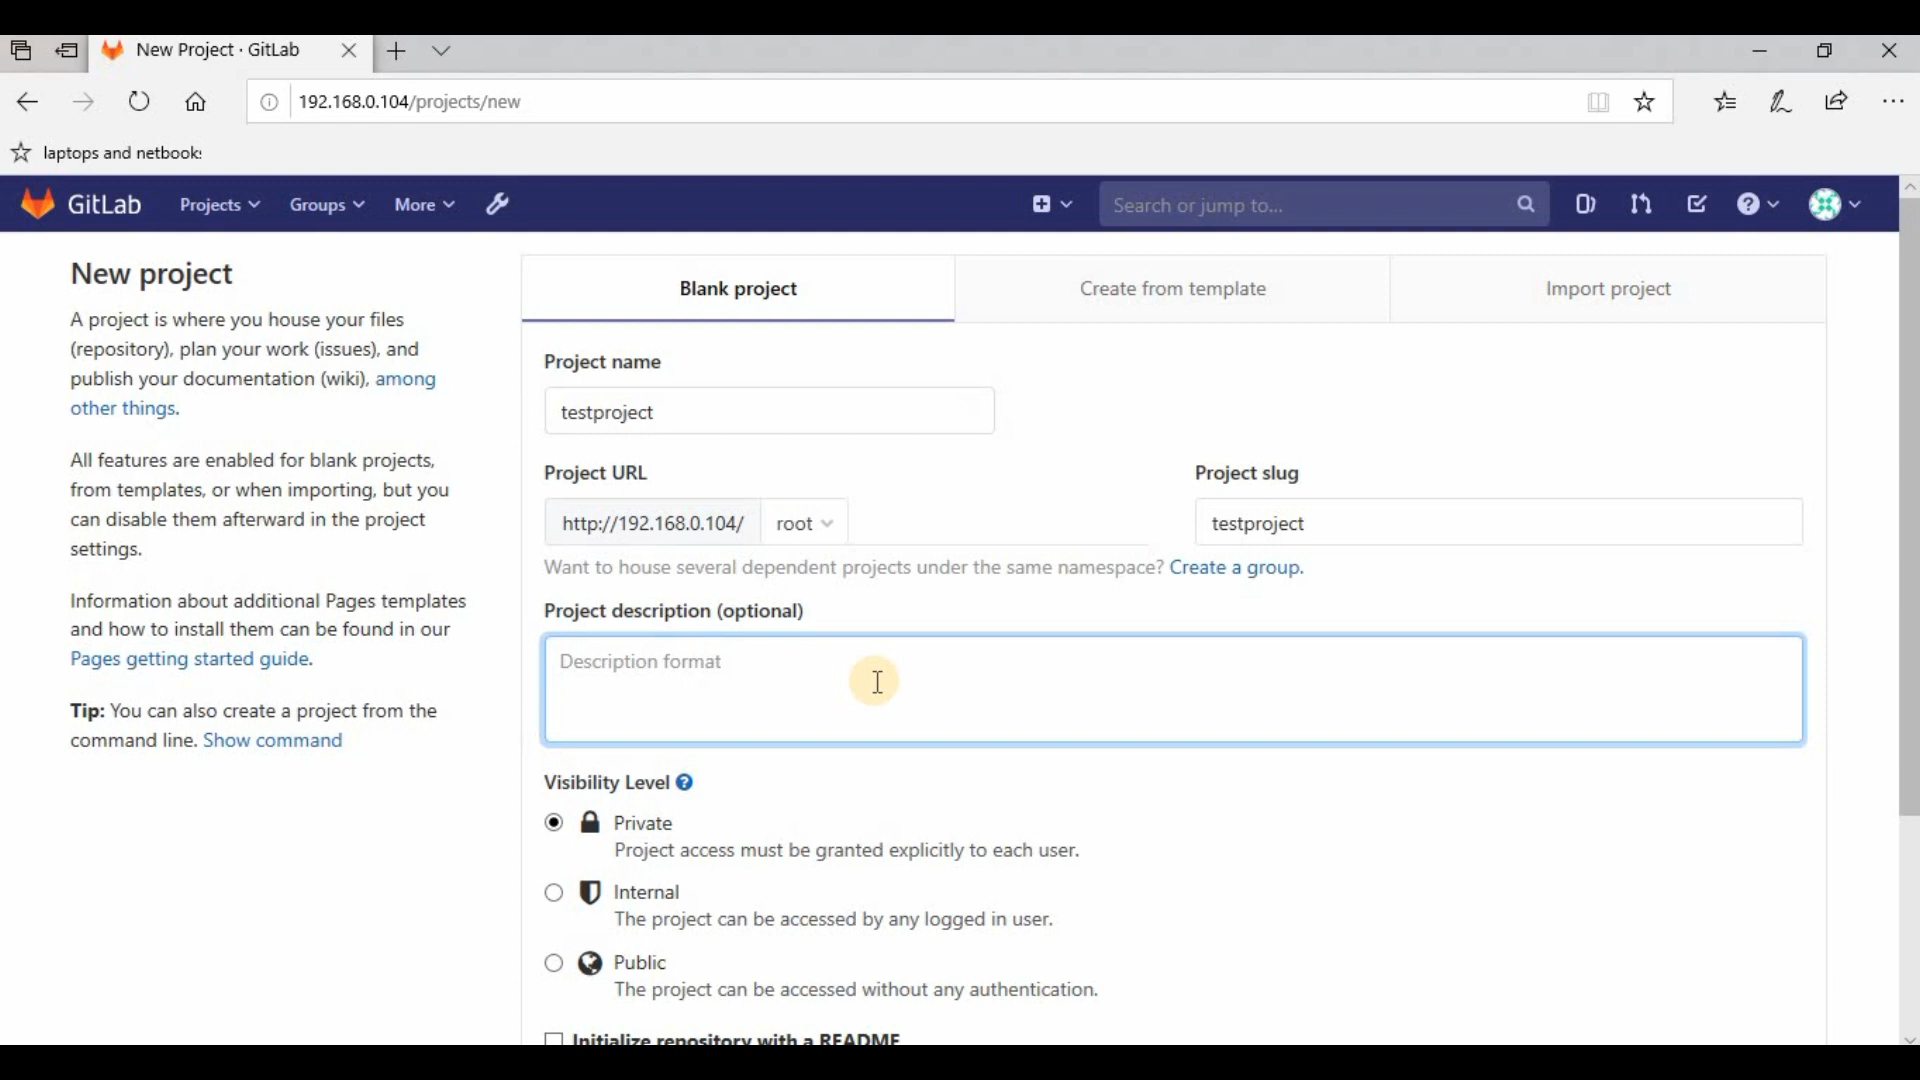 New Project · GitLab
192.168.0.104/projects/new
laptops and netbook
GitLab Projects Groups More Search or jump to...
New project
A project is where you house your files
(repository), plan your work (issues), and
publish your documentation (wiki), among
other things.
All features are enabled for blank projects,
from templates, or when importing, but you
can disable them afterward in the project
settings.
Information about additional Pages templates
and how to install them can be found in our
Pages getting started guide.
Tip: You can also create a project from the
command line. Show command
Blank project Create from template Import project
Project name
testproject
Project URL Project slug
http://192.168.0.104/ root testproject
Want to house several dependent projects under the same namespace? Create a group.
Project description (optional)
Description format
Visibility Level ?
Private
Project access must be granted explicitly to each user.
Internal
The project can be accessed by any logged in user.
Public
The project can be accessed without any authentication.
Initialize repository with a README